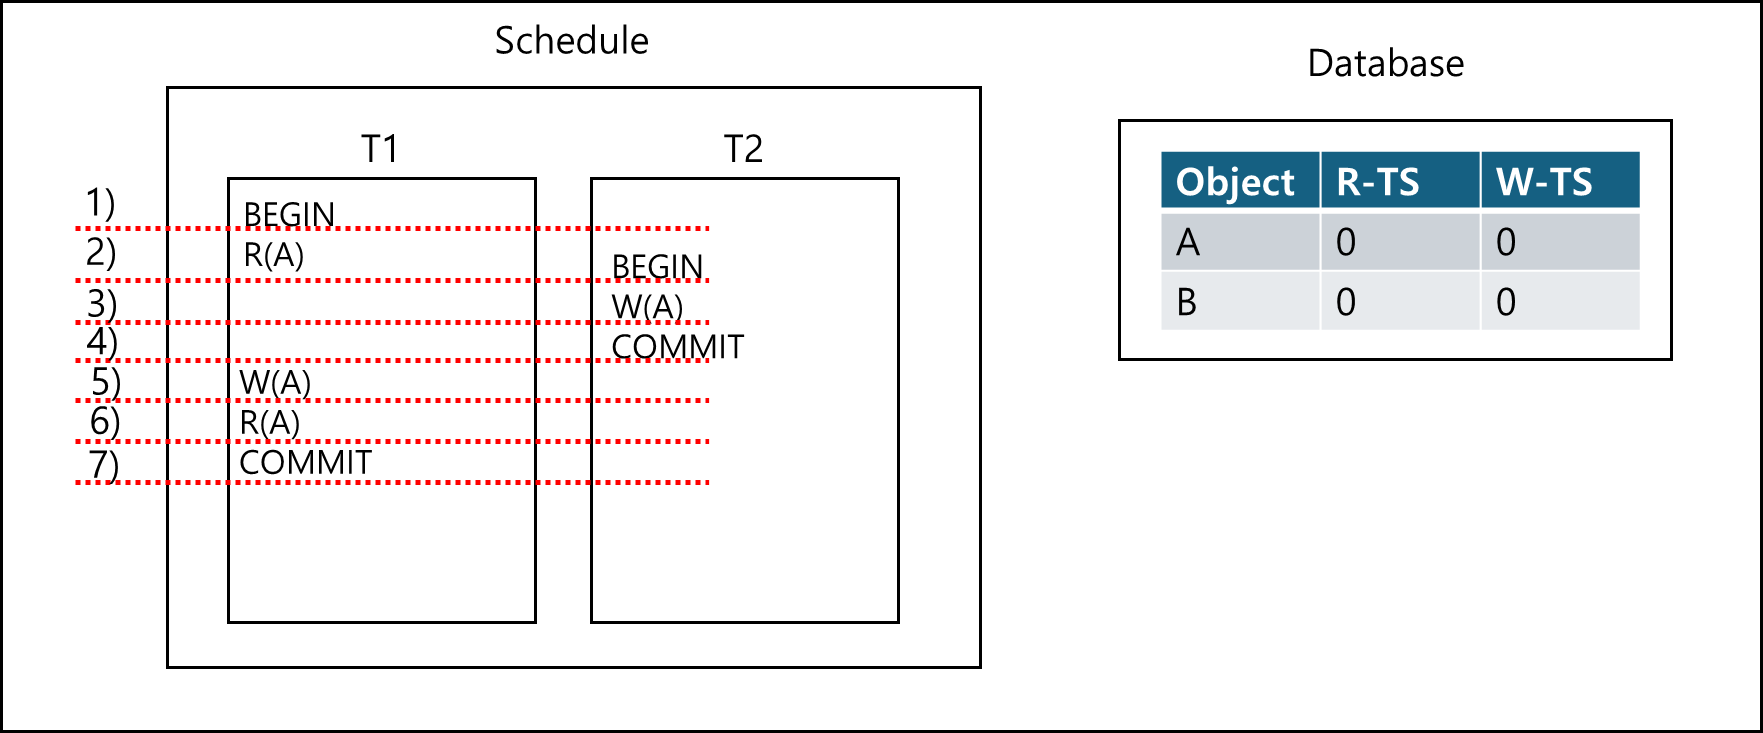 Schedule
Database
T1 T2
Object R-TS W-TS
A 0 0
B 0 0
1) BEGIN
2) R(A) BEGIN
3) W(A)
4) COMMIT
5) W(A)
6) R(A)
7) COMMIT